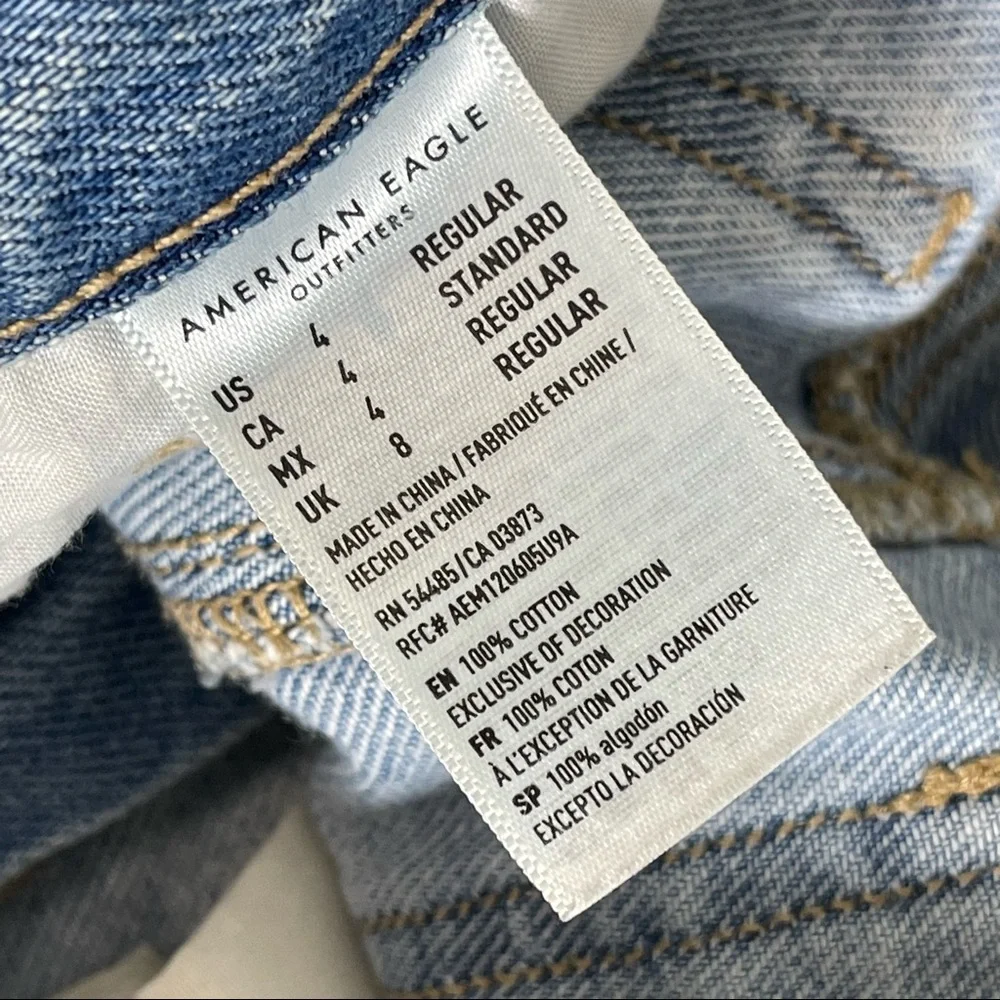 AMERICAN EAGLE
OUTFITTERS
US 4 REGULAR
CA 4 STANDARD
MX 4 REGULAR
UK 8 REGULAR
MADE IN CHINA / FABRIQUÉ EN CHINE /
HECHO EN CHINA
RN 54485 / CA 03873
RFC# AEM120605U9A
EN 100% COTTON
EXCLUSIVE OF DECORATION
FR 100% COTON
À L'EXCEPTION DE LA GARNITURE
SP 100% algodón
EXCEPTO LA DECORACIÓN